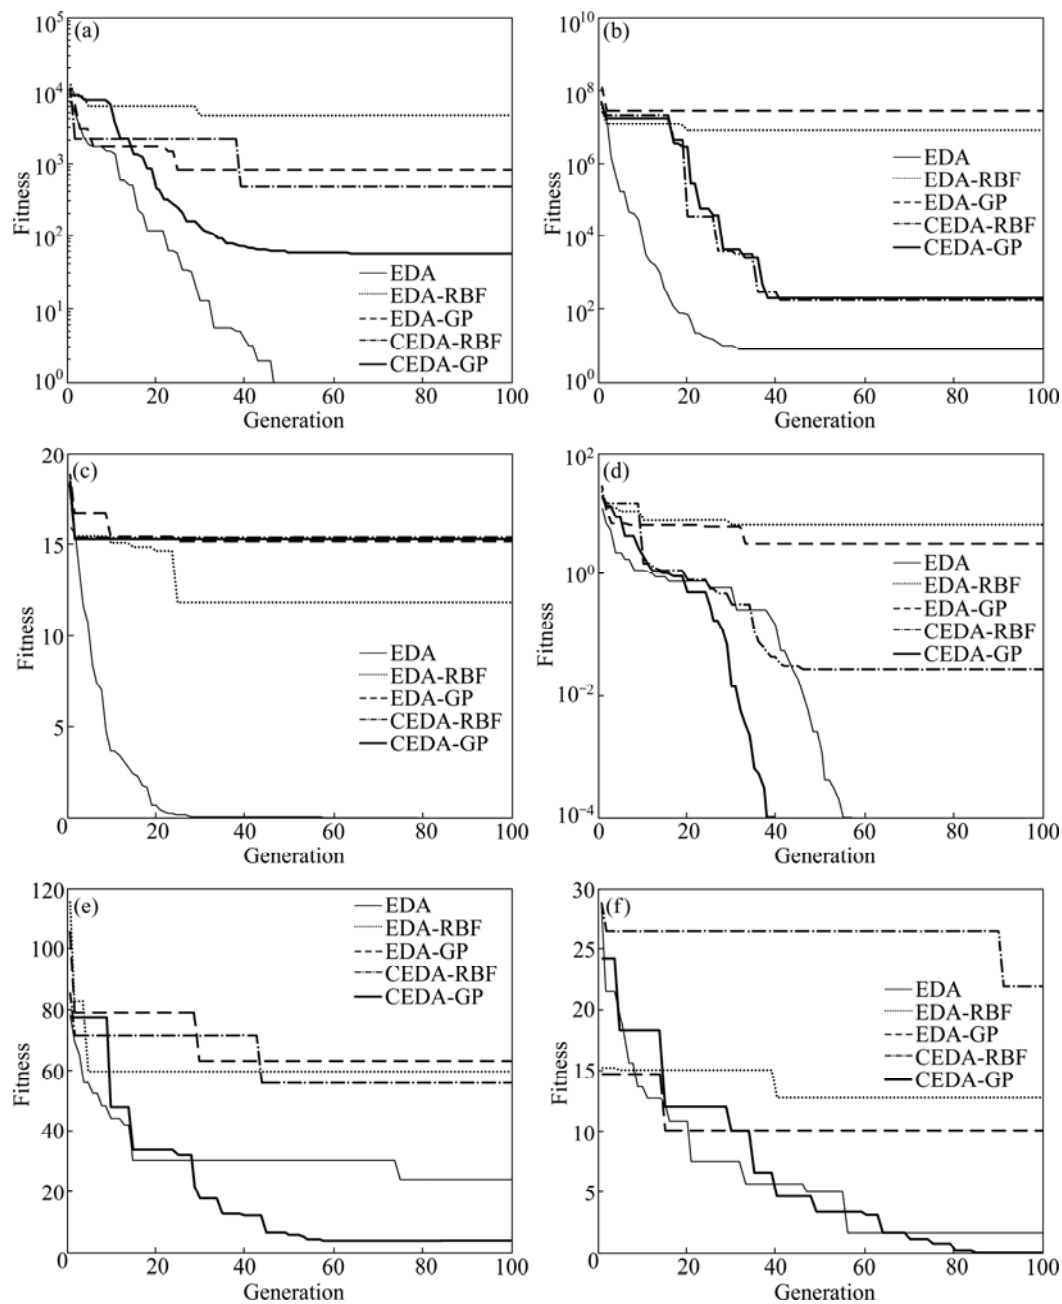 (a)
Fitness
10^5
10^4
10^3
10^2
10^1
10^0
EDA
EDA-RBF
EDA-GP
CEDA-RBF
CEDA-GP
0 20 40 60 80 100
Generation
(b)
Fitness
10^10
10^8
10^6
10^4
10^2
10^0
EDA
EDA-RBF
EDA-GP
CEDA-RBF
CEDA-GP
0 20 40 60 80 100
Generation
(c)
Fitness
20
15
10
5
0
EDA
EDA-RBF
EDA-GP
CEDA-RBF
CEDA-GP
0 20 40 60 80 100
Generation
(d)
Fitness
10^2
10^0
10^−2
10^−4
EDA
EDA-RBF
EDA-GP
CEDA-RBF
CEDA-GP
0 20 40 60 80 100
Generation
(e)
Fitness
120
100
80
60
40
20
0
EDA
EDA-RBF
EDA-GP
CEDA-RBF
CEDA-GP
0 20 40 60 80 100
Generation
(f)
Fitness
30
25
20
15
10
5
0
EDA
EDA-RBF
EDA-GP
CEDA-RBF
CEDA-GP
0 20 40 60 80 100
Generation